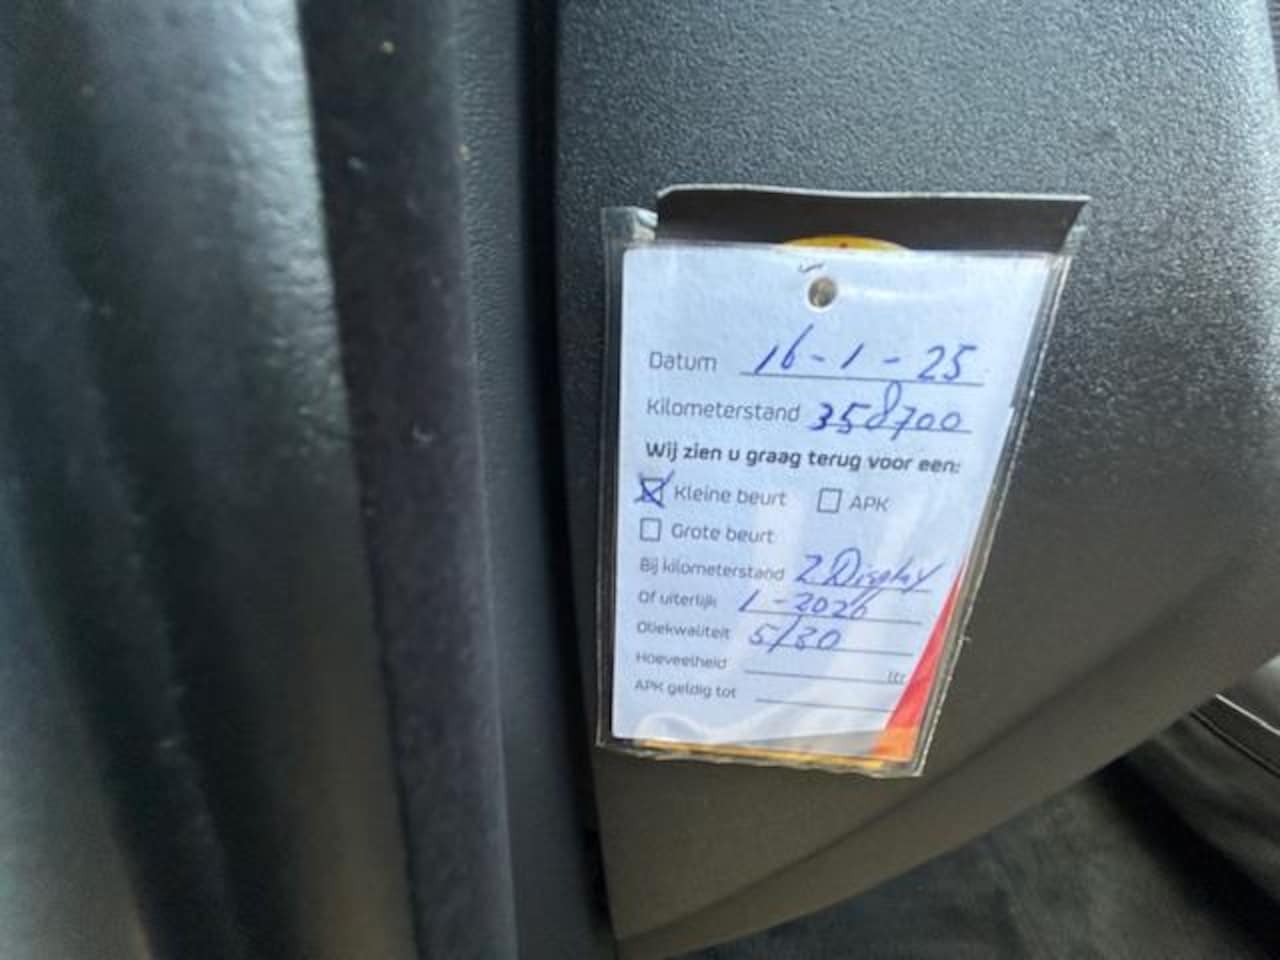 Datum 16-1-25
Kilometerstand 358700
Wij zien u graag terug voor een:
Kleine beurt APK
Grote beurt
Bij kilometerstand Z Display
Of uiterlijk 1-2026
Oliekwaliteit 5/30
Hoeveelheid ltr
APK geldig tot